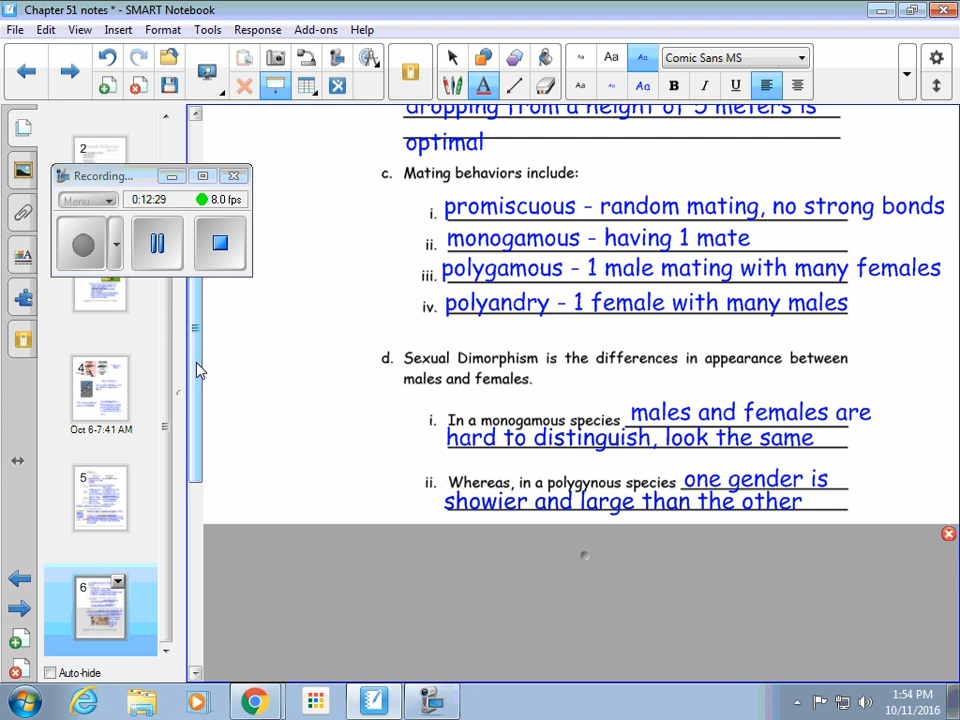 Chapter 51 notes * - SMART Notebook
File Edit View Insert Format Tools Response Add-ons Help
Comic Sans MS
dropping from a height of 5 meters is
optimal
c. Mating behaviors include:
i. promiscuous - random mating, no strong bonds
ii. monogamous - having 1 mate
iii. polygamous - 1 male mating with many females
iv. polyandry - 1 female with many males
d. Sexual Dimorphism is the differences in appearance between
males and females.
i. In a monogamous species males and females are
hard to distinguish, look the same
ii. Whereas, in a polygynous species one gender is
showier and large than the other
2
Recording...
Menu 0:12:29 8.0 fps
4
Oct 6-7:41 AM
5
6
Auto-hide
1:54 PM
10/11/2016